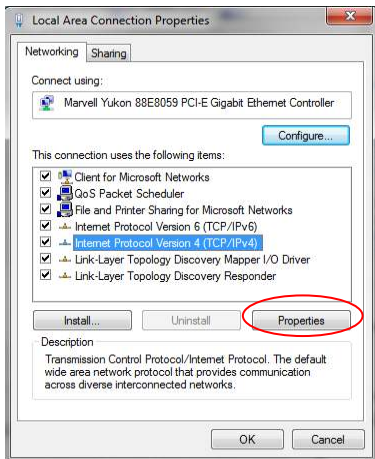 Local Area Connection Properties
Networking
Sharing
Connect using:
Marvell Yukon 88E8059 PCI-E Gigabit Ethernet Controller
Configure...
This connection uses the following items:
Client for Microsoft Networks
QoS Packet Scheduler
File and Printer Sharing for Microsoft Networks
Internet Protocol Version 6 (TCP/IPv6)
Internet Protocol Version 4 (TCP/IPv4)
Link-Layer Topology Discovery Mapper I/O Driver
Link-Layer Topology Discovery Responder
Install...
Uninstall
Properties
Description
Transmission Control Protocol/Internet Protocol. The default
wide area network protocol that provides communication
across diverse interconnected networks.
OK
Cancel